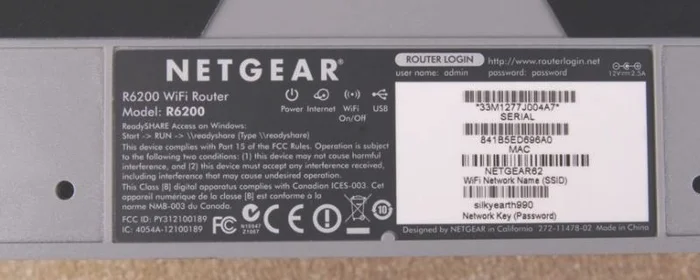 NETGEAR®
R6200 WiFi Router
Model: R6200
Power Internet WiFi On/Off USB
ReadySHARE Access on Windows:
Start -> RUN -> \\readyshare (Type \\readyshare)
This device complies with Part 15 of the FCC Rules. Operation is subject
to the following two conditions: (1) this device may not cause harmful
interference, and (2) this device must accept any interference received,
including interference that may cause undesired operation.
This Class [B] digital apparatus complies with Canadian ICES-003. Cet
appareil numérique de la classe [B] est conforme à la
norme NMB-003 du Canada.
FCC ID: PY312100189
IC: 4054A-12100189
FC CE
N10947
Z1007
10
ROUTER LOGIN http://www.routerlogin.net
user name: admin password: password
12V 2.5A
*33M1277J004A7*
SERIAL
841B5ED696A0
MAC
NETGEAR62
WiFi Network Name (SSID)
silkyearth990
Network Key (Password)
Designed by NETGEAR in California 272-11478-02 Made in China